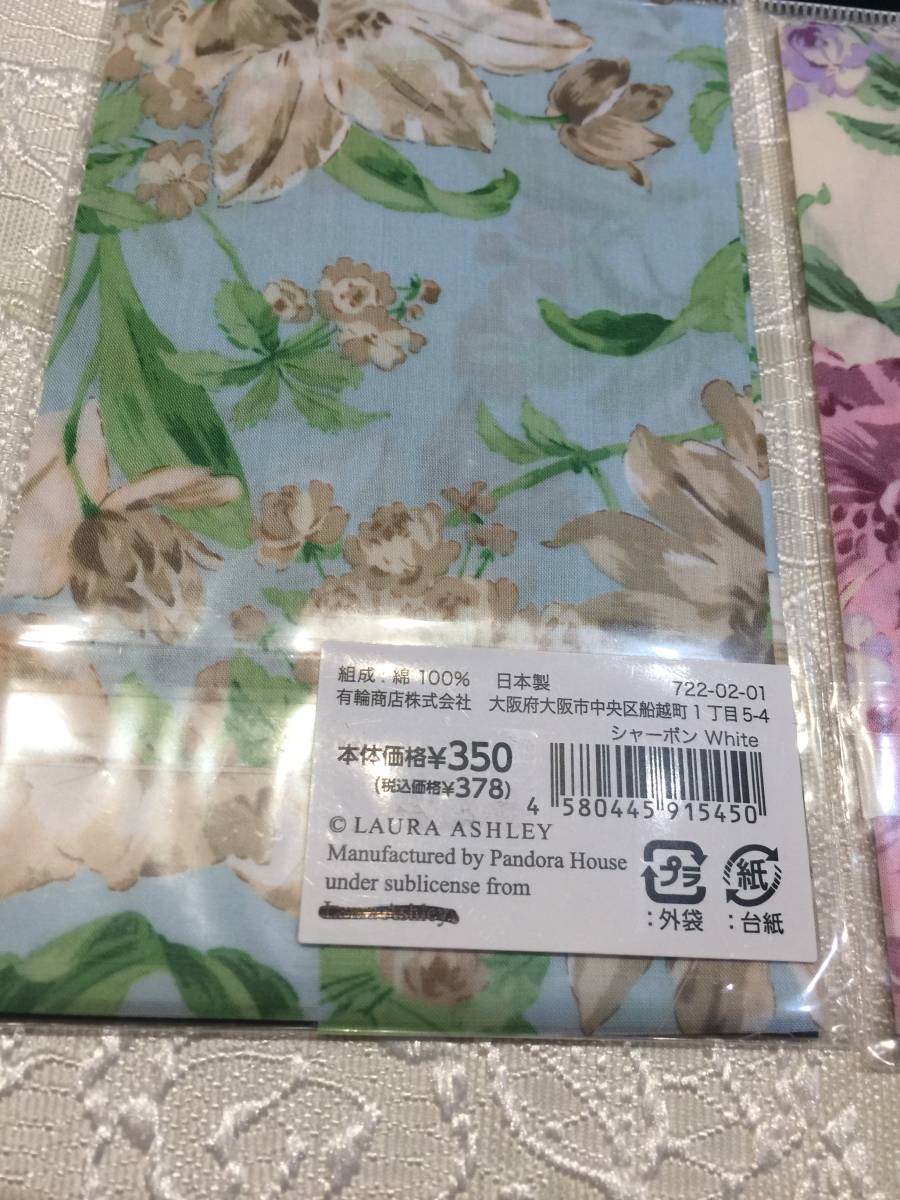 組成：綿 100%　日本製　722-02-01
有輪商店株式会社　大阪府大阪市中央区船越町1丁目5-4
シャーボン White
本体価格¥350
(税込価格¥378)
4 580445 915450
© LAURA ASHLEY
Manufactured by Pandora House
under sublicense from
プラ 紙
：外袋 ：台紙